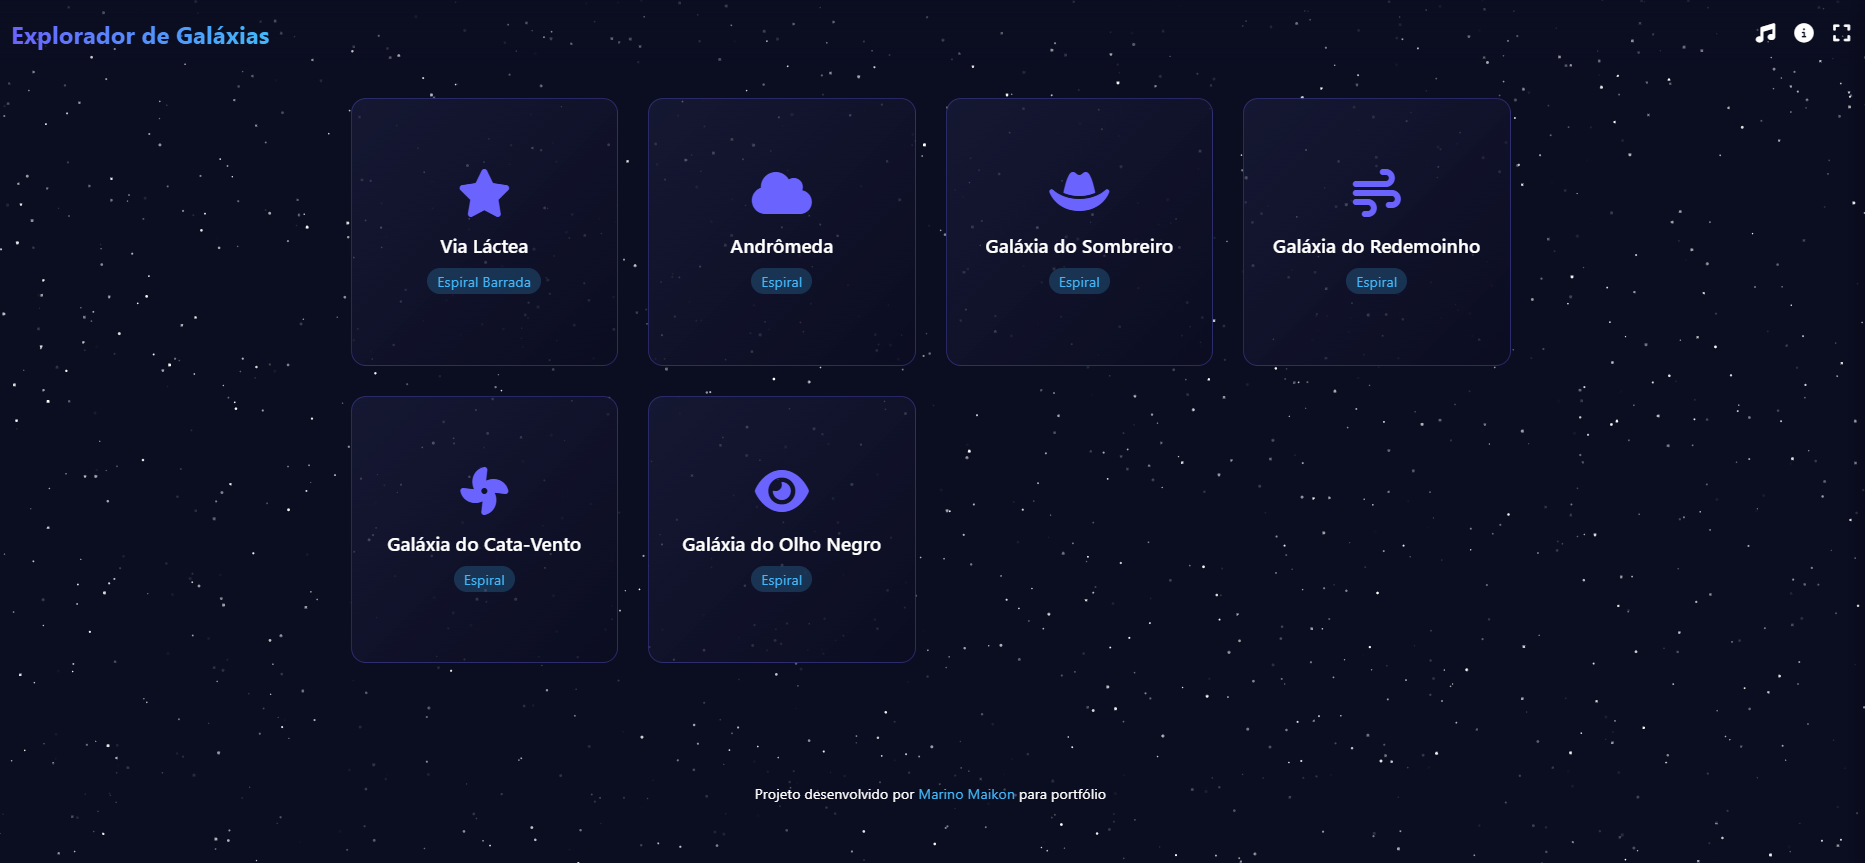 Explorador de Galáxias
Via Láctea
Espiral Barrada
Andrômeda
Espiral
Galáxia do Sombreiro
Espiral
Galáxia do Redemoinho
Espiral
Galáxia do Cata-Vento
Espiral
Galáxia do Olho Negro
Espiral
Projeto desenvolvido por Marino Maikon para portfólio